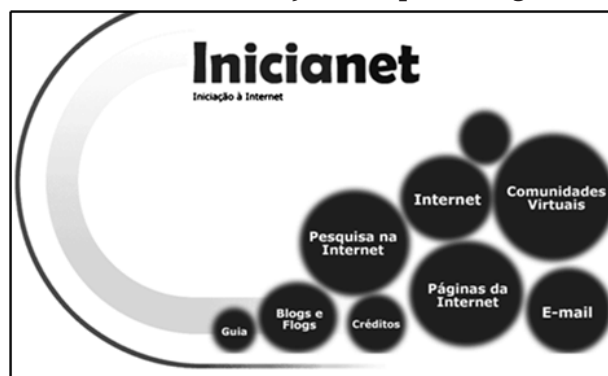 Inicianet
Iniciação à Internet
Comunidades
Virtuais
Internet
Pesquisa na
Internet
Páginas da
Internet
Blogs e
Flogs
E-mail
Créditos
Guia